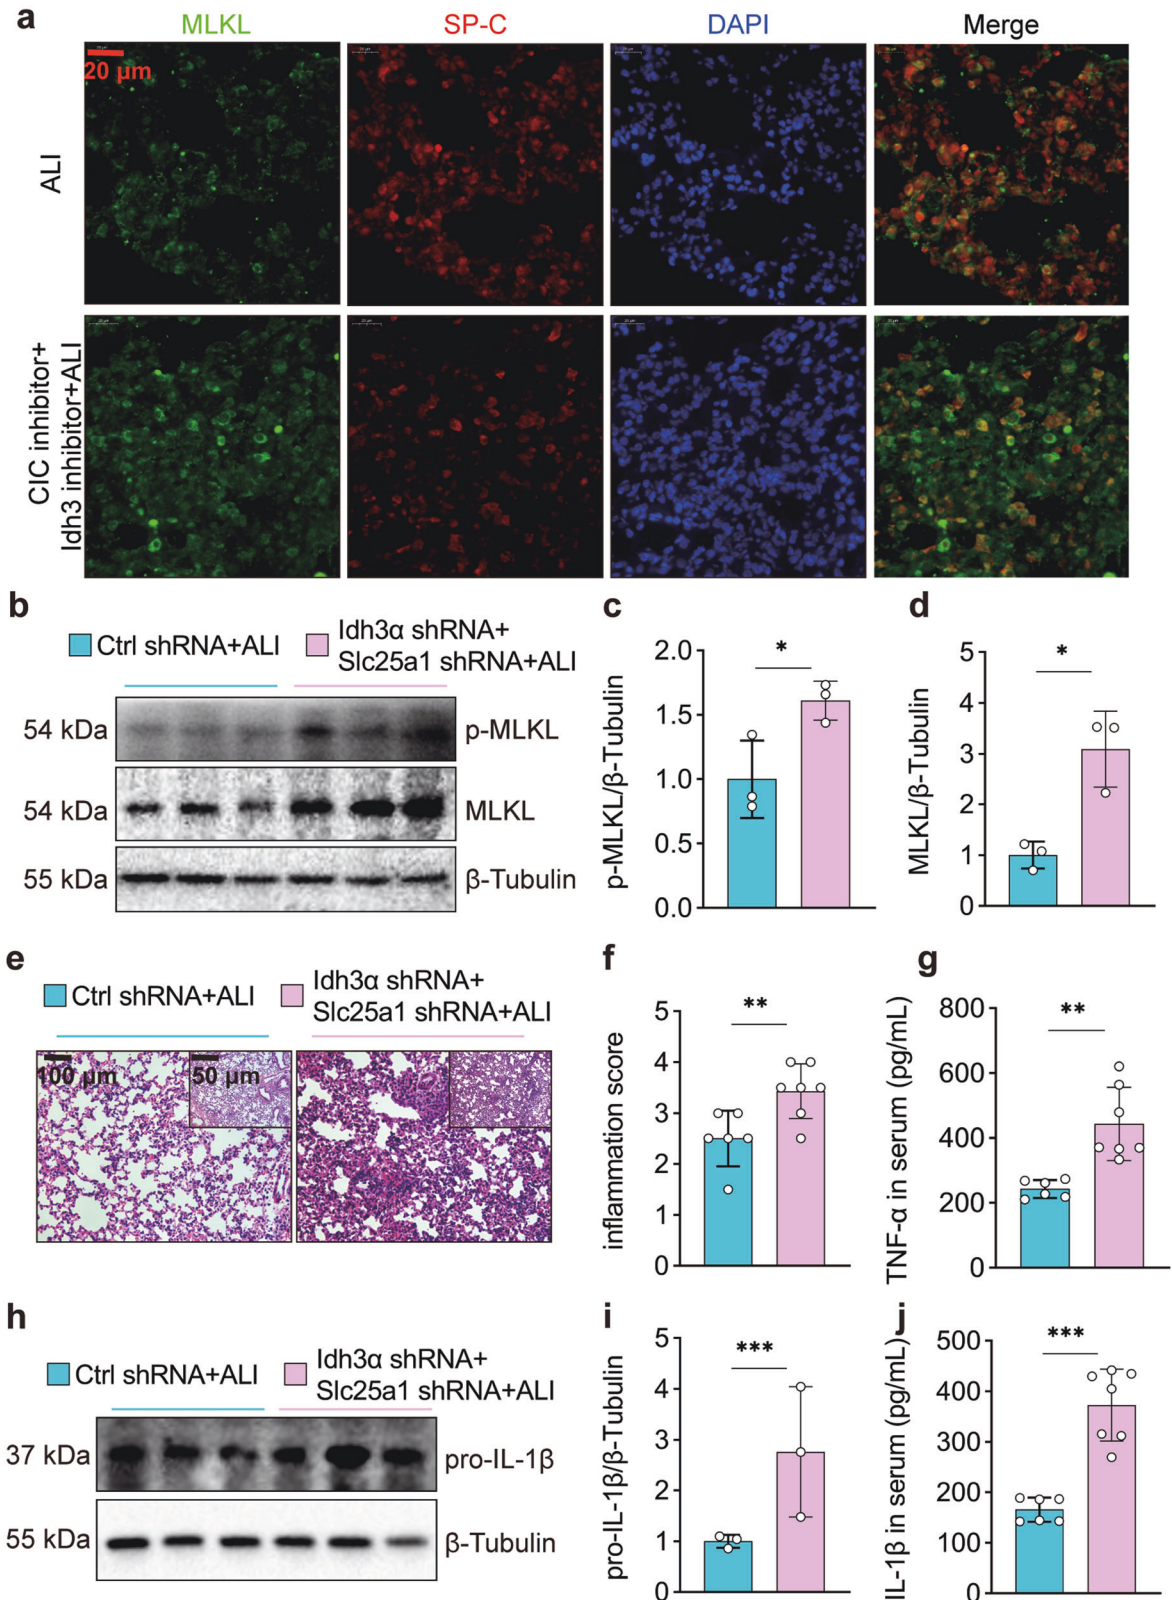 a
MLKL
SP-C
DAPI
Merge
20 μm
ALI
CIC inhibitor+
Idh3 inhibitor+ALI
b
Ctrl shRNA+ALI
Idh3α shRNA+
Slc25a1 shRNA+ALI
54 kDa
p-MLKL
54 kDa
MLKL
55 kDa
β-Tubulin
c
p-MLKL/β-Tubulin
2.0
1.5
1.0
0.5
0.0
*
d
MLKL/β-Tubulin
5
4
3
2
1
0
*
e
Ctrl shRNA+ALI
Idh3α shRNA+
Slc25a1 shRNA+ALI
100 μm
50 μm
f
inflammation score
5
4
3
2
1
0
**
g
TNF-α in serum (pg/mL)
800
600
400
200
0
**
h
Ctrl shRNA+ALI
Idh3α shRNA+
Slc25a1 shRNA+ALI
37 kDa
pro-IL-1β
55 kDa
β-Tubulin
i
pro-IL-1β/β-Tubulin
5
4
3
2
1
0
***
j
IL-1β in serum (pg/mL)
500
400
300
200
100
0
***